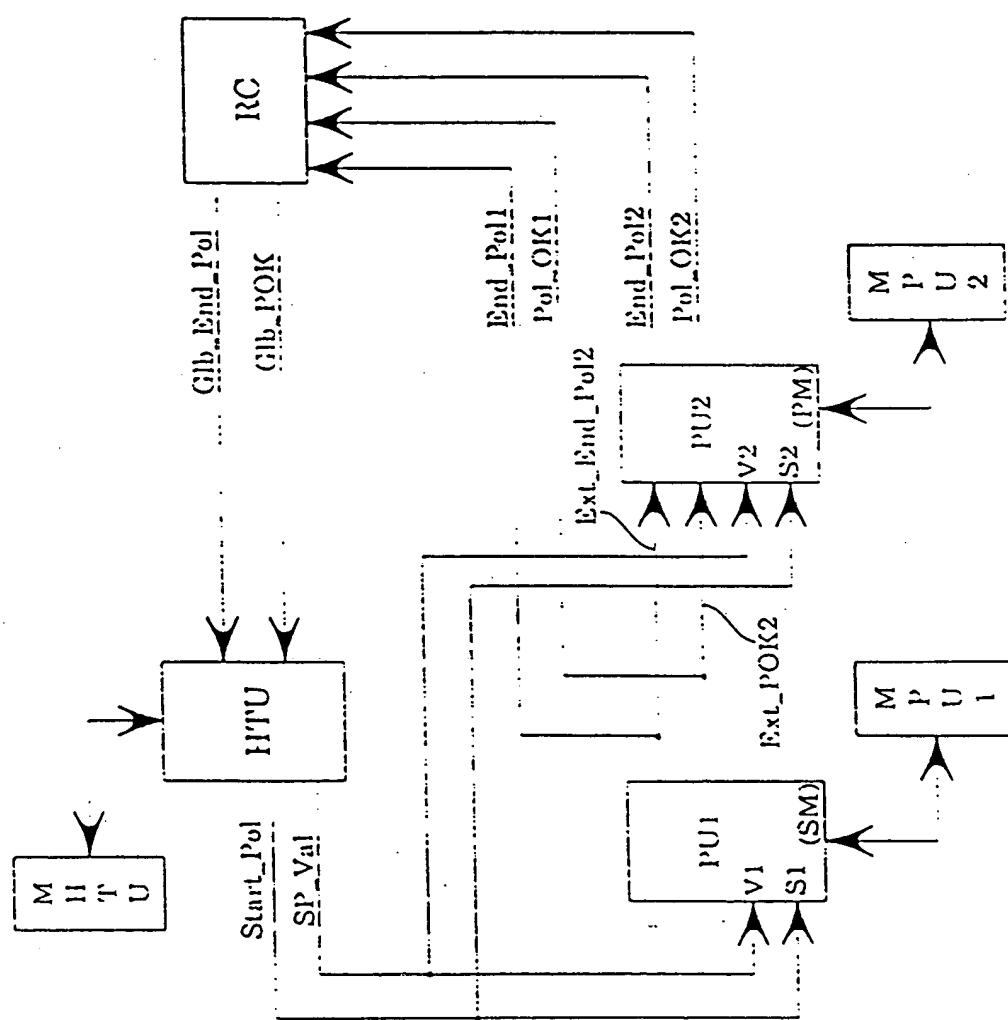 RC
Glb_End_Pol
Glb_POK
End_Pol1
Pol_OK1
End_Pol2
Pol_OK2
M
P
U
2
Ext_End_Pol2
PU2
(PM)
V2
S2
HTU
Ext_POK2
M
P
U
1
M
H
T
U
Start_Pol
SP_Val
PU1
(SM)
V1
S1